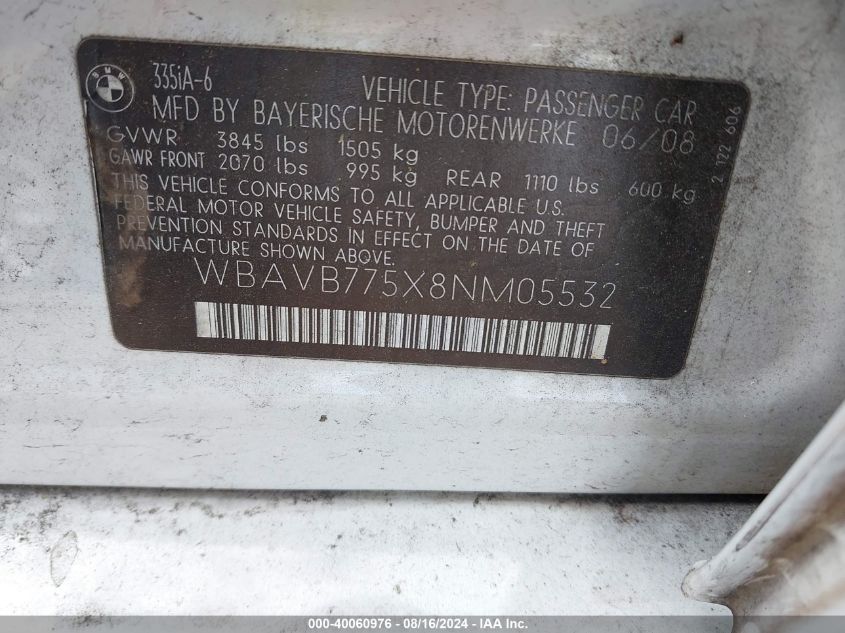 BMW
335iA-6
VEHICLE TYPE: PASSENGER CAR
MFD BY BAYERISCHE MOTORENWERKE 06/08
GVWR 3845 lbs 1505 kg
GAWR FRONT 2070 lbs 995 kg REAR 1110 lbs 600 kg
THIS VEHICLE CONFORMS TO ALL APPLICABLE U.S.
FEDERAL MOTOR VEHICLE SAFETY, BUMPER AND THEFT
PREVENTION STANDARDS IN EFFECT ON THE DATE OF
MANUFACTURE SHOWN ABOVE.
WBAVB775X8NM05532
2 122 606
000-40060976 - 08/16/2024 - Copyright IAA, Inc.